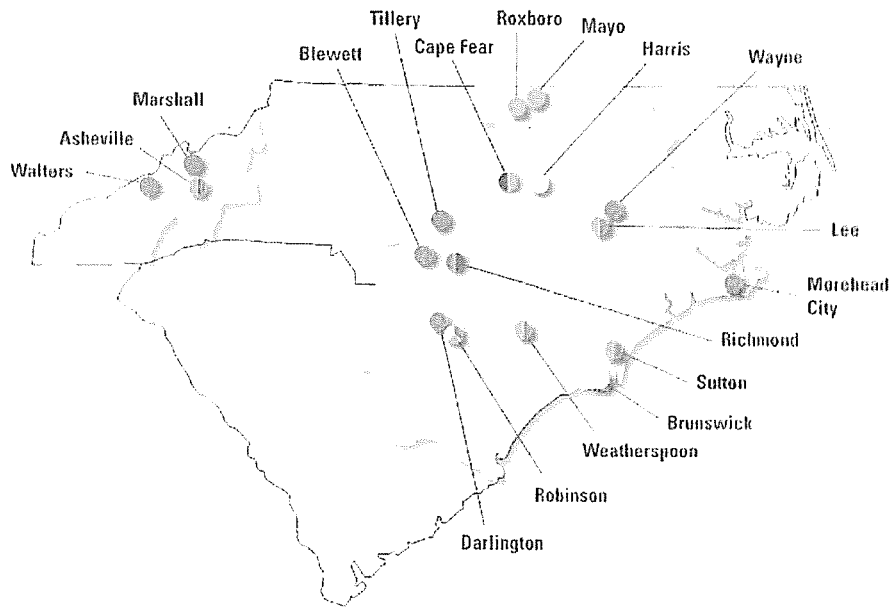 Tillery
Roxboro
Mayo
Blewett
Cape Fear
Harris
Wayne
Marshall
Asheville
Walters
Lee
Morehead
City
Richmond
Sutton
Brunswick
Weatherspoon
Robinson
Darlington